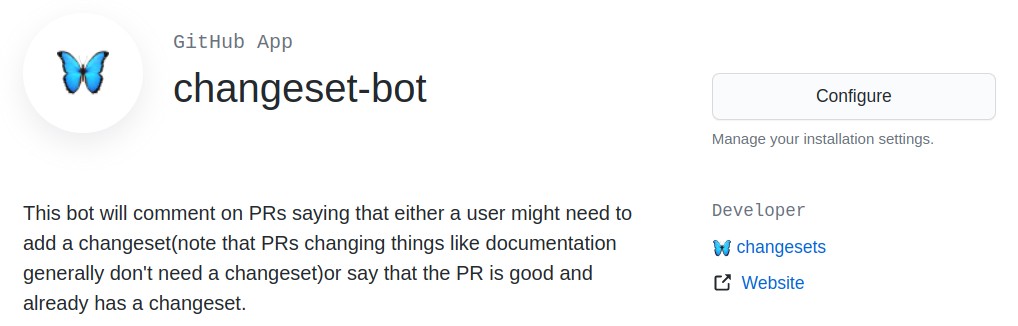 GitHub App
changeset-bot
Configure
Manage your installation settings.
This bot will comment on PRs saying that either a user might need to
add a changeset(note that PRs changing things like documentation
generally don't need a changeset)or say that the PR is good and
already has a changeset.
Developer
changesets
Website